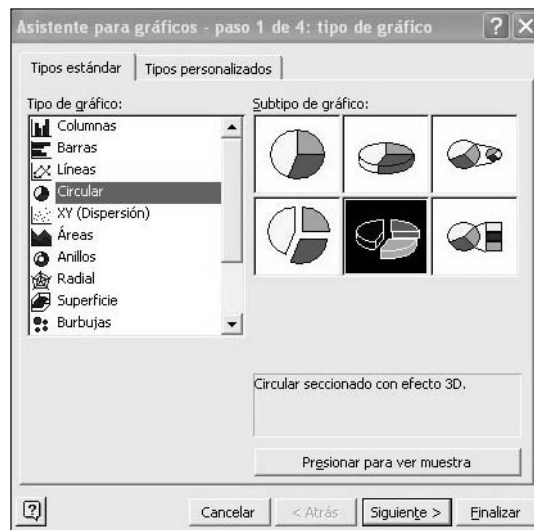 Asistente para gráficos - paso 1 de 4: tipo de gráfico
Tipos estándar
Tipos personalizados
Tipo de gráfico:
Columnas
Barras
Líneas
Circular
XY (Dispersión)
Áreas
Anillos
Radial
Superficie
Burbujas
Subtipo de gráfico:
Circular seccionado con efecto 3D.
Presionar para ver muestra
Cancelar
< Atrás
Siguiente >
Finalizar